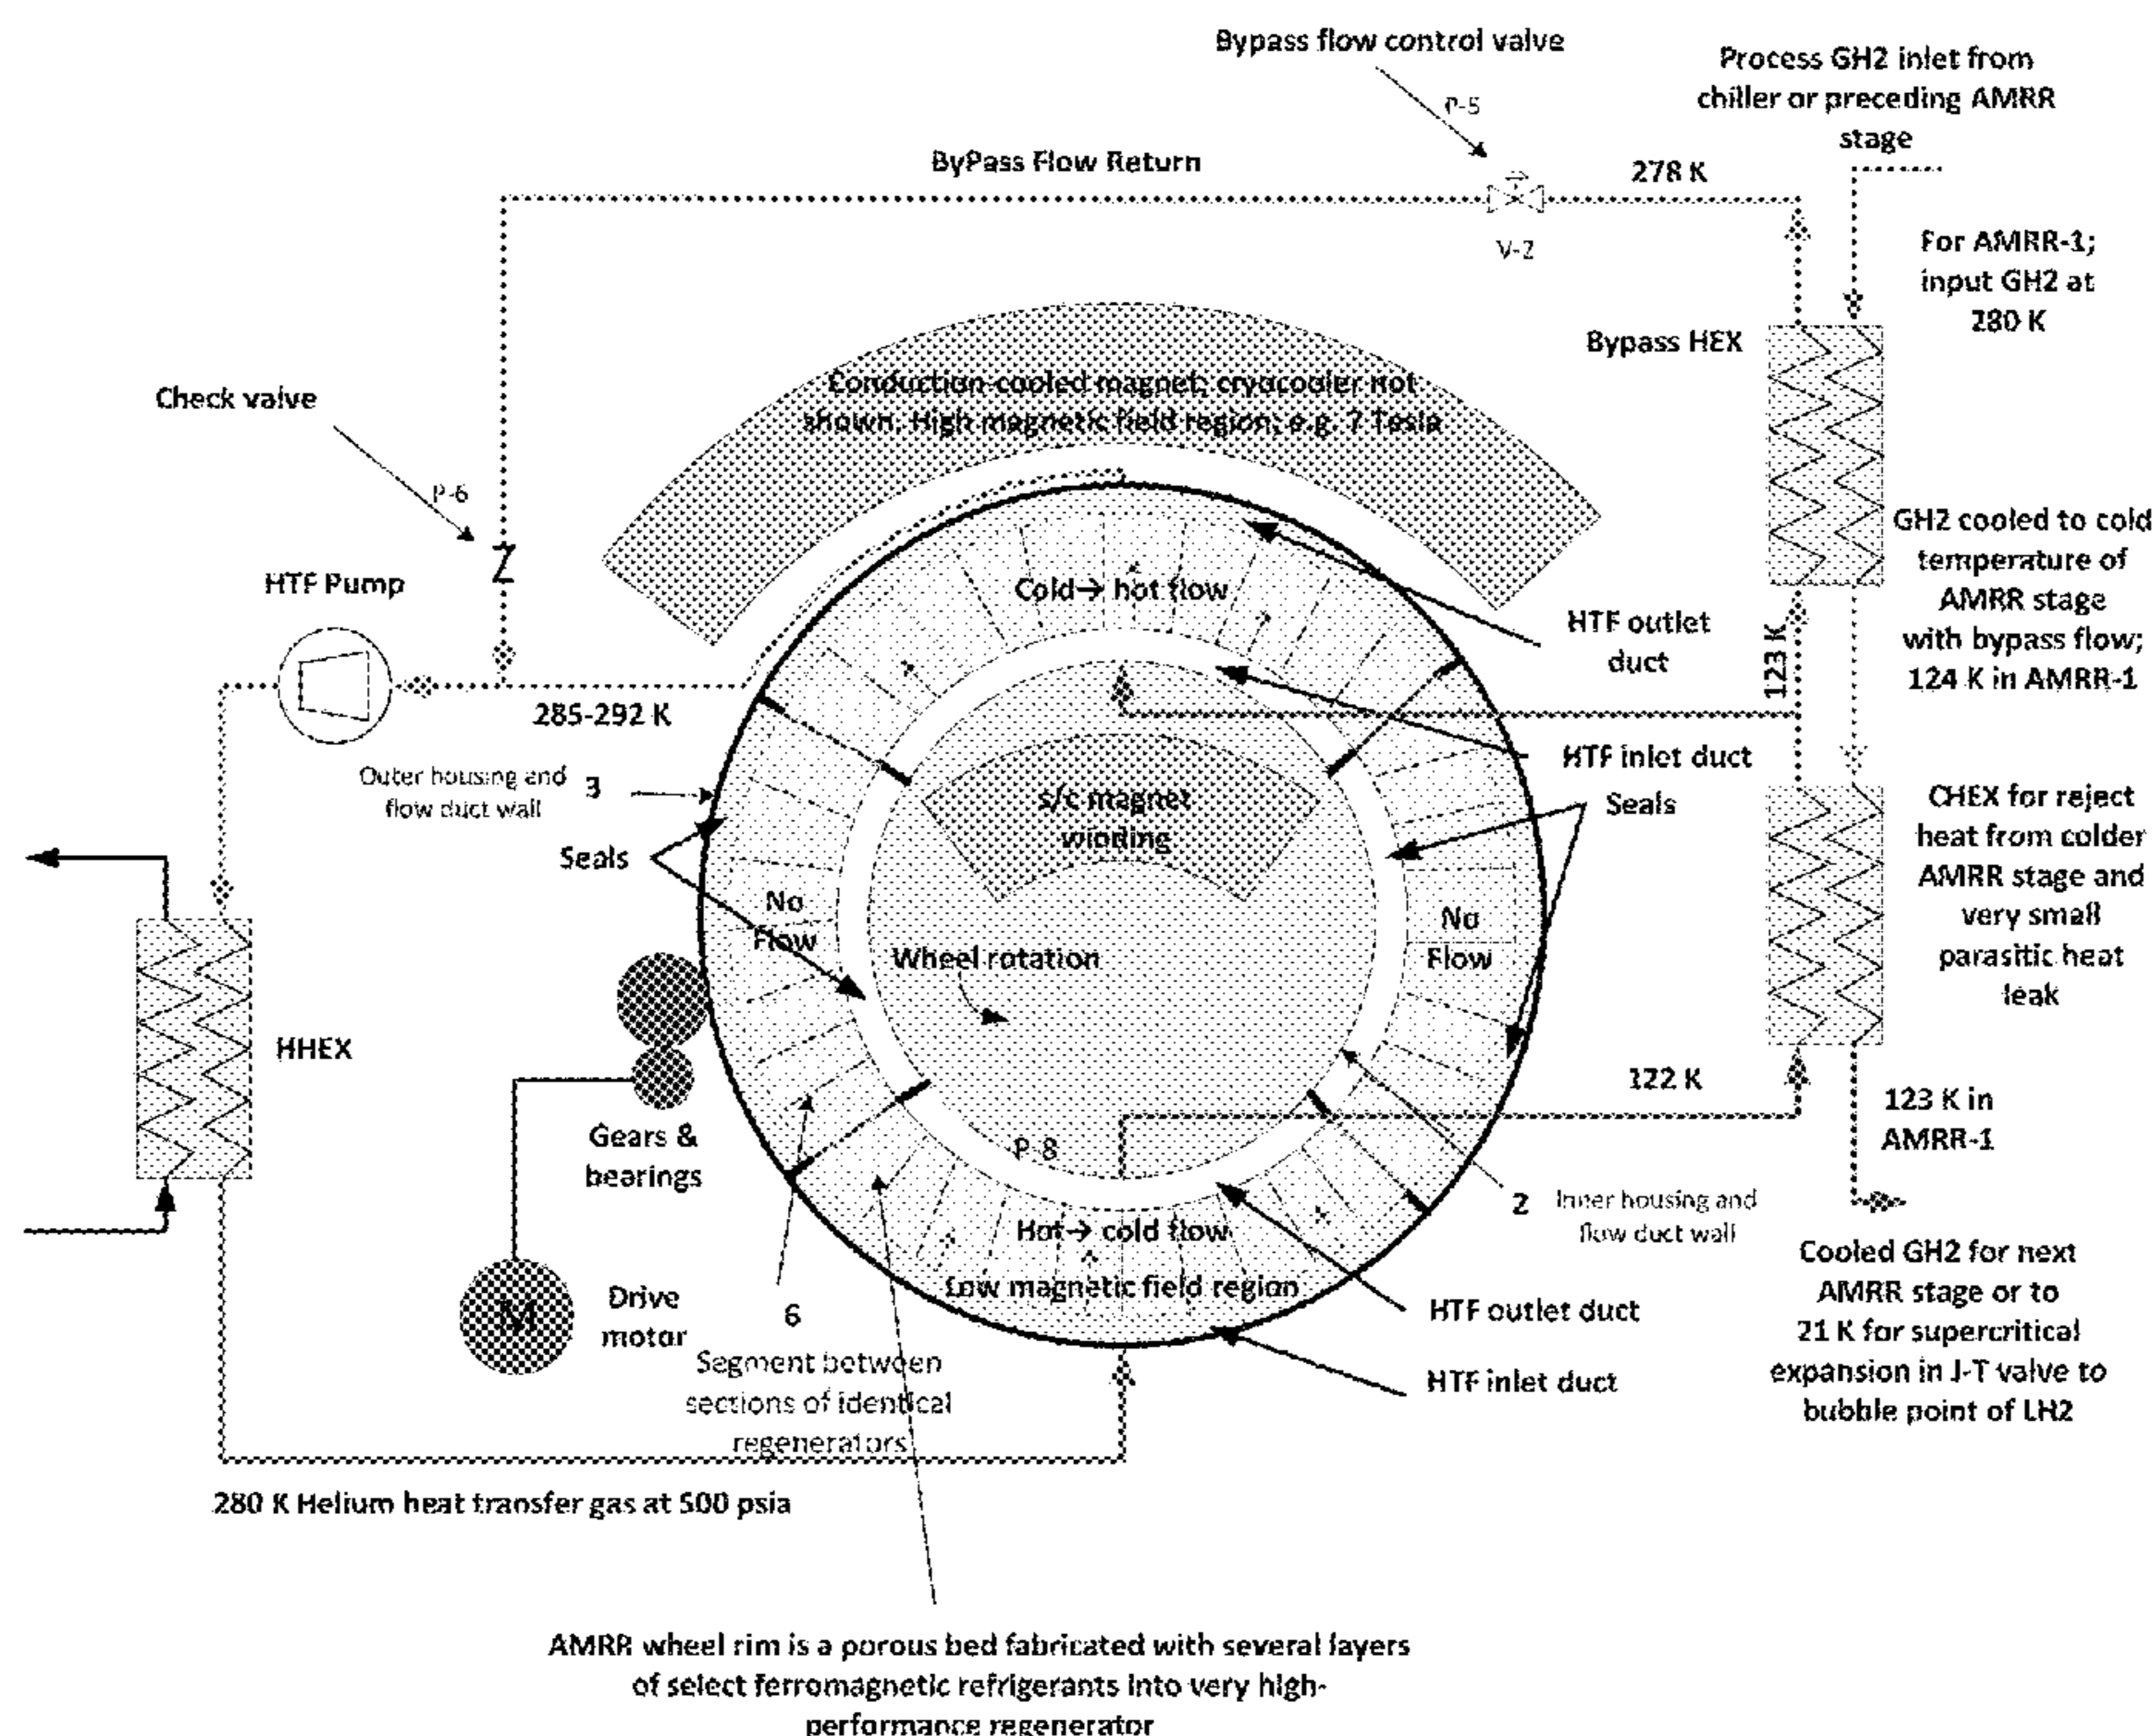 Bypass flow control valve
P-5
Process GH2 inlet from
chiller or preceding AMRR
stage
ByPass Flow Return
278 K
V-2
For AMRR-1;
input GH2 at
280 K
Bypass HEX
Check valve
P-6
Conduction-cooled magnet; cryocooler not
shown. High magnetic field region; e.g. 7 Tesla
HTF Pump
Cold→ hot flow
GH2 cooled to cold
temperature of
AMRR stage
with bypass flow;
124 K in AMRR-1
HTF outlet
duct
123 K
285-292 K
HTF inlet duct
Outer housing and
flow duct wall
3
s/c magnet
winding
Seals
Seals
CHEX for reject
heat from colder
AMRR stage and
very small
parasitic heat
leak
No
Flow
No
Flow
Wheel rotation
HHEX
122 K
123 K in
AMRR-1
Gears &
bearings
P-8
2
Inner housing and
flow duct wall
Hot→ cold flow
Low magnetic field region
M
Drive
motor
6
Segment between
sections of identical
regenerators
HTF outlet duct
HTF inlet duct
Cooled GH2 for next
AMRR stage or to
21 K for supercritical
expansion in J-T valve to
bubble point of LH2
280 K Helium heat transfer gas at 500 psia
AMRR wheel rim is a porous bed fabricated with several layers
of select ferromagnetic refrigerants into very high-
performance regenerator